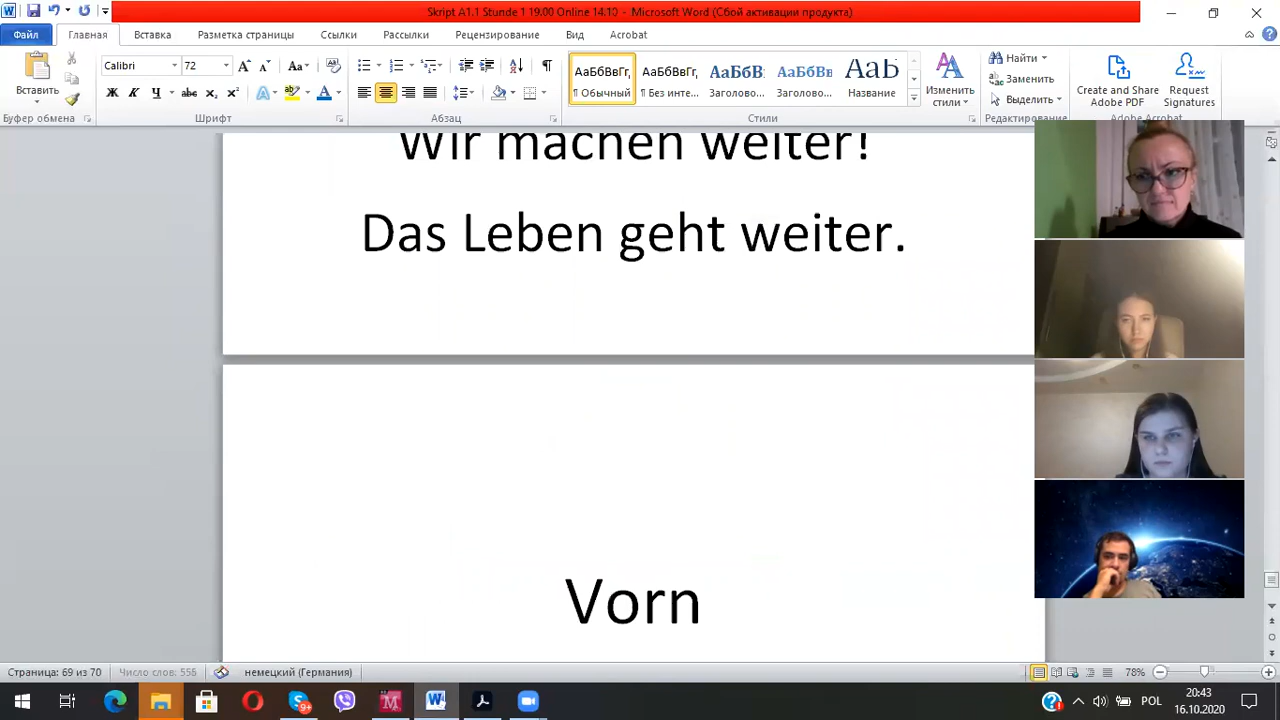 Skript A1.1 Stunde 1 19.00 Online 14.10 - Microsoft Word (Сбой активации продукта)
Файл Главная Вставка Разметка страницы Ссылки Рассылки Рецензирование Вид Acrobat
Вставить
Calibri 72
АаБбВвГг, АаБбВвГг, АаБбВ АаБбВв АаБ
¶ Обычный ¶ Без инте... Заголово... Заголово... Название
Изменить стили
Найти
Заменить
Выделить
Create and Share Adobe PDF
Request Signatures
Буфер обмена Шрифт Абзац Стили Редактирование Adobe Acrobat
Wir machen weiter!
Das Leben geht weiter.
Vorn
Страница: 69 из 70 Число слов: 556 немецкий (Германия) 78%
POL
20:43
16.10.2020